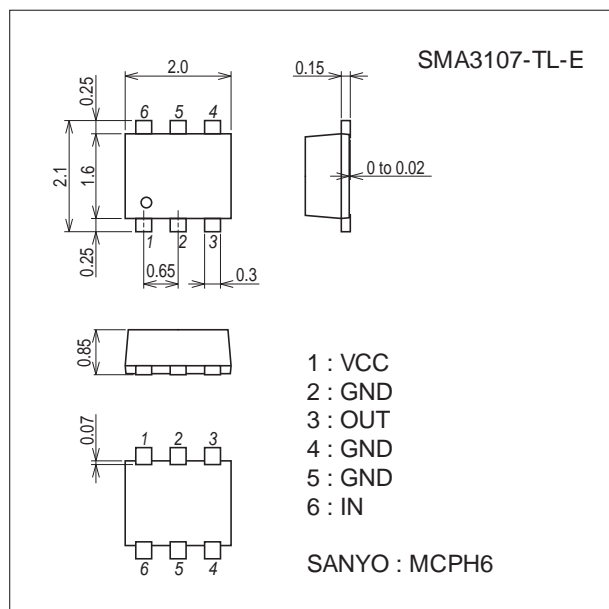 SMA3107-TL-E
2.0
0.15
0.25
6 5 4
2.1
1.6
0 to 0.02
1 2 3
0.25
0.65
0.3
0.85
1 : VCC
2 : GND
3 : OUT
4 : GND
5 : GND
6 : IN
0.07
1 2 3
6 5 4
SANYO : MCPH6